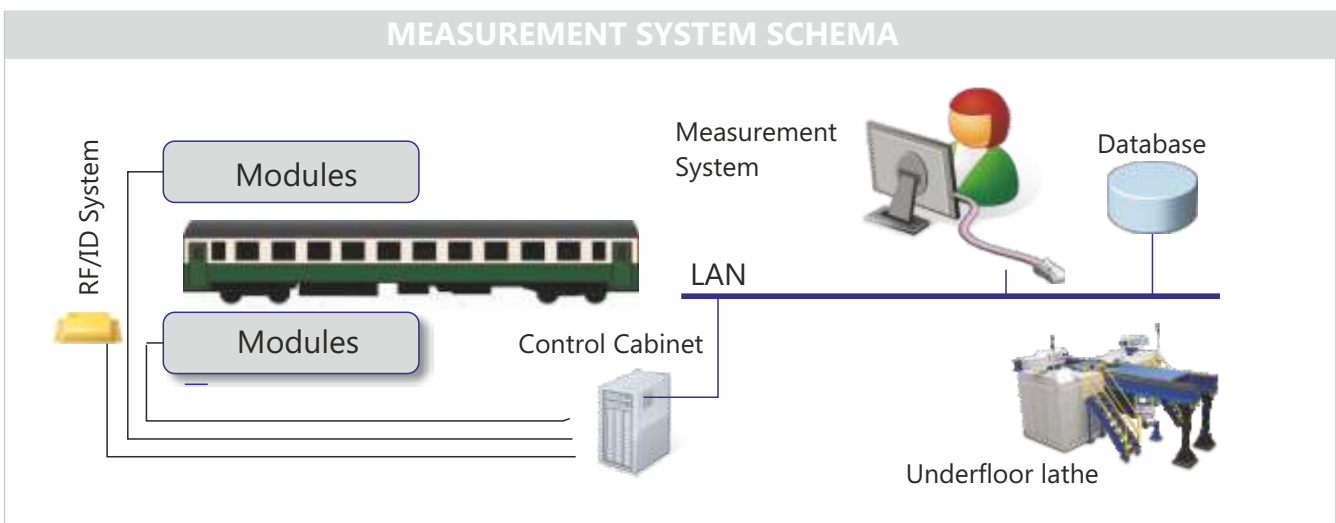 MEASUREMENT SYSTEM SCHEMA
RF/ID System
Modules
Modules
Control Cabinet
LAN
Measurement
System
Database
Underfloor lathe